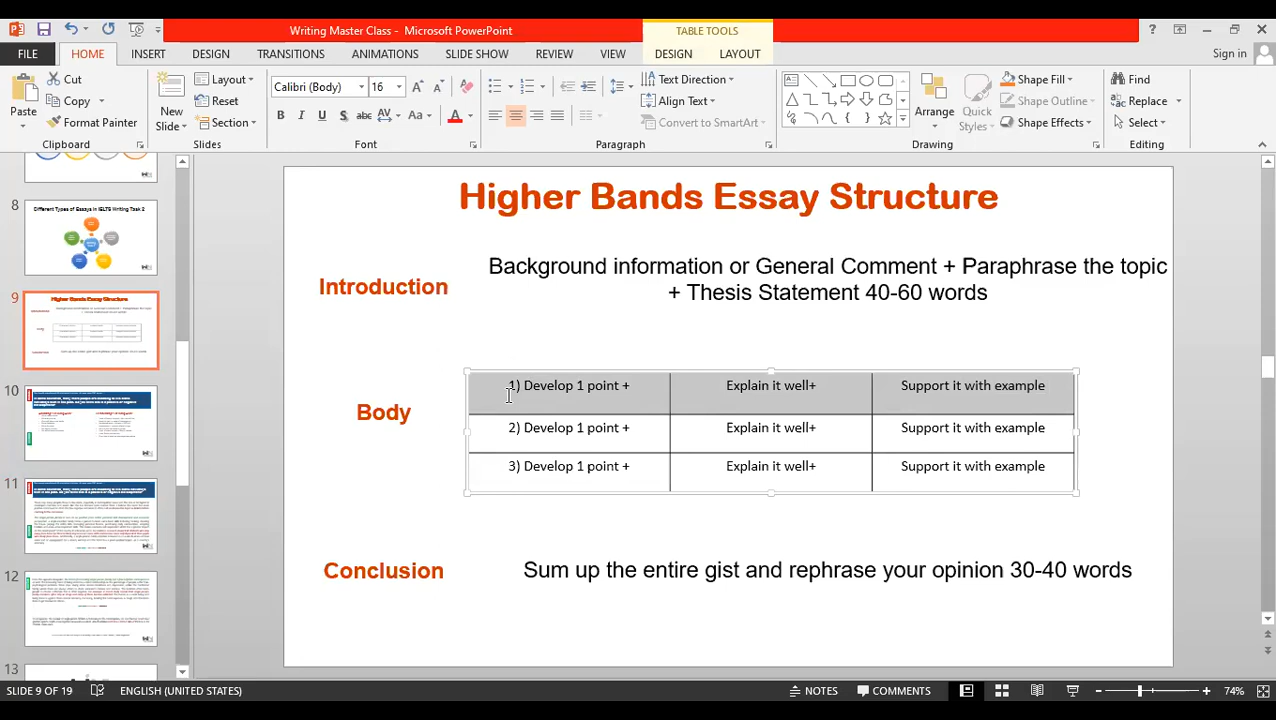 Writing Master Class - Microsoft PowerPoint
TABLE TOOLS
?
FILE
HOME
INSERT
DESIGN
TRANSITIONS
ANIMATIONS
SLIDE SHOW
REVIEW
VIEW
DESIGN
LAYOUT
Sign in
Paste
Cut
Copy
Format Painter
Clipboard
New
Slide
Layout
Reset
Section
Slides
Calibri (Body)
16
B I U S abc AV Aa A
Font
Text Direction
Align Text
Convert to SmartArt
Paragraph
Arrange
Quick
Styles
Shape Fill
Shape Outline
Shape Effects
Drawing
Find
Replace
Select
Editing
8
Different Types of Essays in IELTS Writing Task 2
9
Higher Bands Essay Structure
10
11
12
13
Higher Bands Essay Structure
Introduction
Background information or General Comment + Paraphrase the topic
+ Thesis Statement 40-60 words
Body
1) Develop 1 point +
Explain it well+
Support it with example
2) Develop 1 point +
Explain it well+
Support it with example
3) Develop 1 point +
Explain it well+
Support it with example
Conclusion
Sum up the entire gist and rephrase your opinion 30-40 words
SLIDE 9 OF 19
ENGLISH (UNITED STATES)
NOTES
COMMENTS
74%